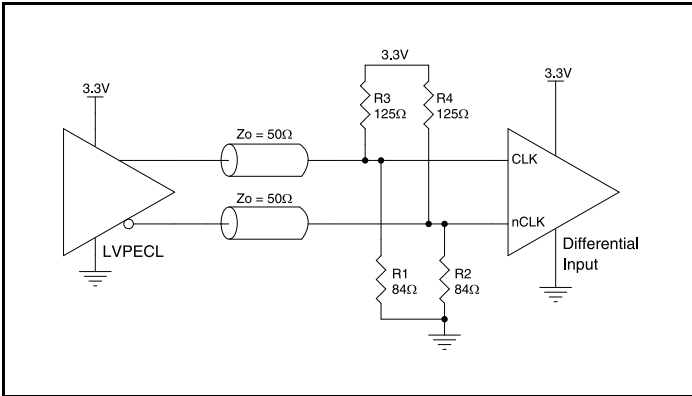 3.3V
3.3V
3.3V
R3
125Ω
R4
125Ω
Zo = 50Ω
CLK
Zo = 50Ω
nCLK
LVPECL
Differential
Input
R1
84Ω
R2
84Ω